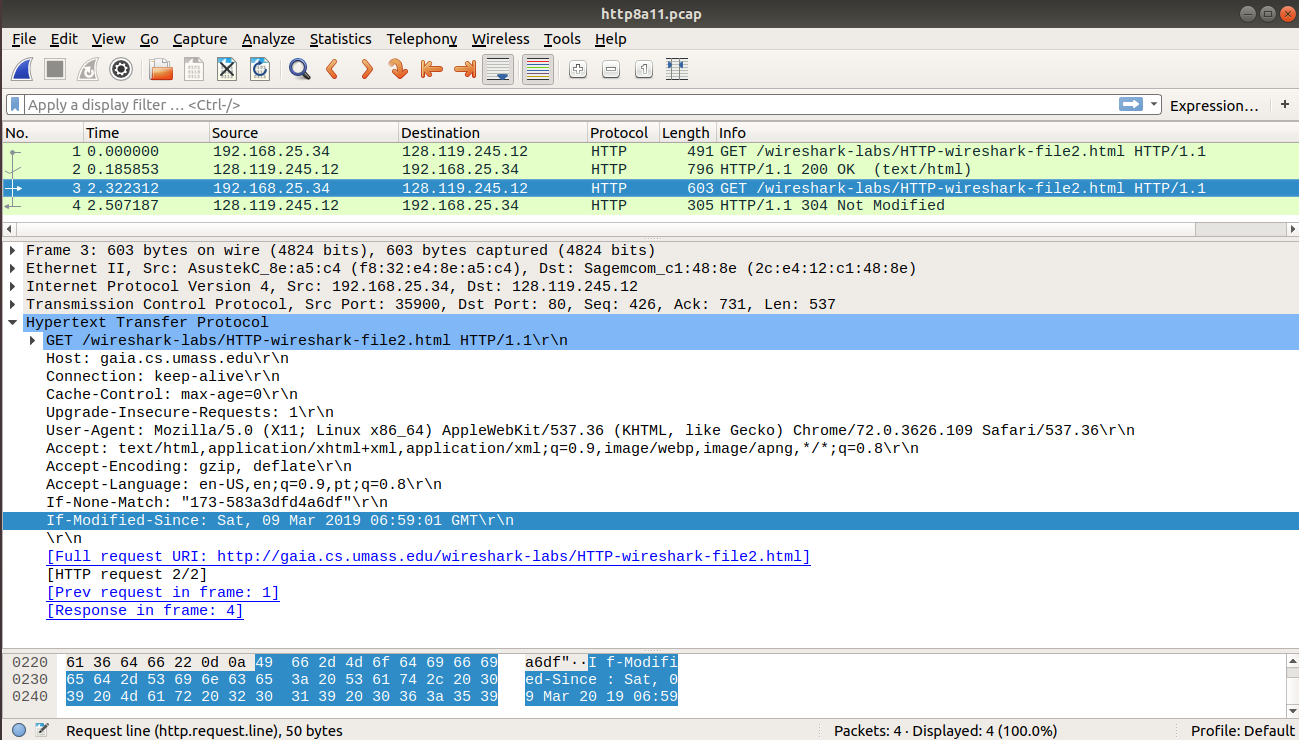 http8a11.pcap
File Edit View Go Capture Analyze Statistics Telephony Wireless Tools Help
Apply a display filter … <Ctrl-/> Expression… +
No. Time Source Destination Protocol Length Info
1 0.000000 192.168.25.34 128.119.245.12 HTTP 491 GET /wireshark-labs/HTTP-wireshark-file2.html HTTP/1.1
2 0.185853 128.119.245.12 192.168.25.34 HTTP 796 HTTP/1.1 200 OK (text/html)
3 2.322312 192.168.25.34 128.119.245.12 HTTP 603 GET /wireshark-labs/HTTP-wireshark-file2.html HTTP/1.1
4 2.507187 128.119.245.12 192.168.25.34 HTTP 305 HTTP/1.1 304 Not Modified
Frame 3: 603 bytes on wire (4824 bits), 603 bytes captured (4824 bits)
Ethernet II, Src: AsustekC_8e:a5:c4 (f8:32:e4:8e:a5:c4), Dst: Sagemcom_c1:48:8e (2c:e4:12:c1:48:8e)
Internet Protocol Version 4, Src: 192.168.25.34, Dst: 128.119.245.12
Transmission Control Protocol, Src Port: 35900, Dst Port: 80, Seq: 426, Ack: 731, Len: 537
Hypertext Transfer Protocol
GET /wireshark-labs/HTTP-wireshark-file2.html HTTP/1.1\r\n
Host: gaia.cs.umass.edu\r\n
Connection: keep-alive\r\n
Cache-Control: max-age=0\r\n
Upgrade-Insecure-Requests: 1\r\n
User-Agent: Mozilla/5.0 (X11; Linux x86_64) AppleWebKit/537.36 (KHTML, like Gecko) Chrome/72.0.3626.109 Safari/537.36\r\n
Accept: text/html,application/xhtml+xml,application/xml;q=0.9,image/webp,image/apng,*/*;q=0.8\r\n
Accept-Encoding: gzip, deflate\r\n
Accept-Language: en-US,en;q=0.9,pt;q=0.8\r\n
If-None-Match: "173-583a3dfd4a6df"\r\n
If-Modified-Since: Sat, 09 Mar 2019 06:59:01 GMT\r\n
\r\n
[Full request URI: http://gaia.cs.umass.edu/wireshark-labs/HTTP-wireshark-file2.html]
[HTTP request 2/2]
[Prev request in frame: 1]
[Response in frame: 4]
0220 61 36 64 66 22 0d 0a 49 66 2d 4d 6f 64 69 66 69 a6df"··I f-Modifi
0230 65 64 2d 53 69 6e 63 65 3a 20 53 61 74 2c 20 30 ed-Since : Sat, 0
0240 39 20 4d 61 72 20 32 30 31 39 20 30 36 3a 35 39 9 Mar 20 19 06:59
Request line (http.request.line), 50 bytes Packets: 4 · Displayed: 4 (100.0%) Profile: Default